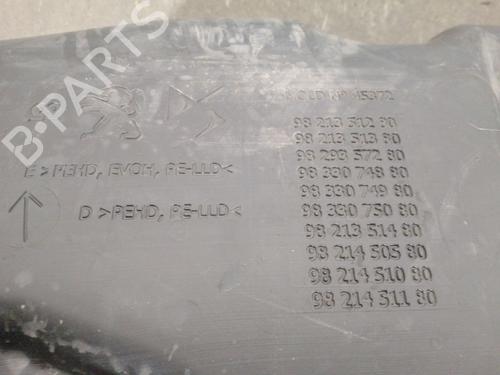 B-PARTS
45372
98 213 512 80
98 213 513 80
98 293 572 80
98 330 748 80
98 330 749 80
98 330 750 80
98 213 514 80
98 214 505 80
98 214 510 80
98 214 511 80
E >PEHD, EVOH, PE-LLD<
D >PEHD, PE-LLD<